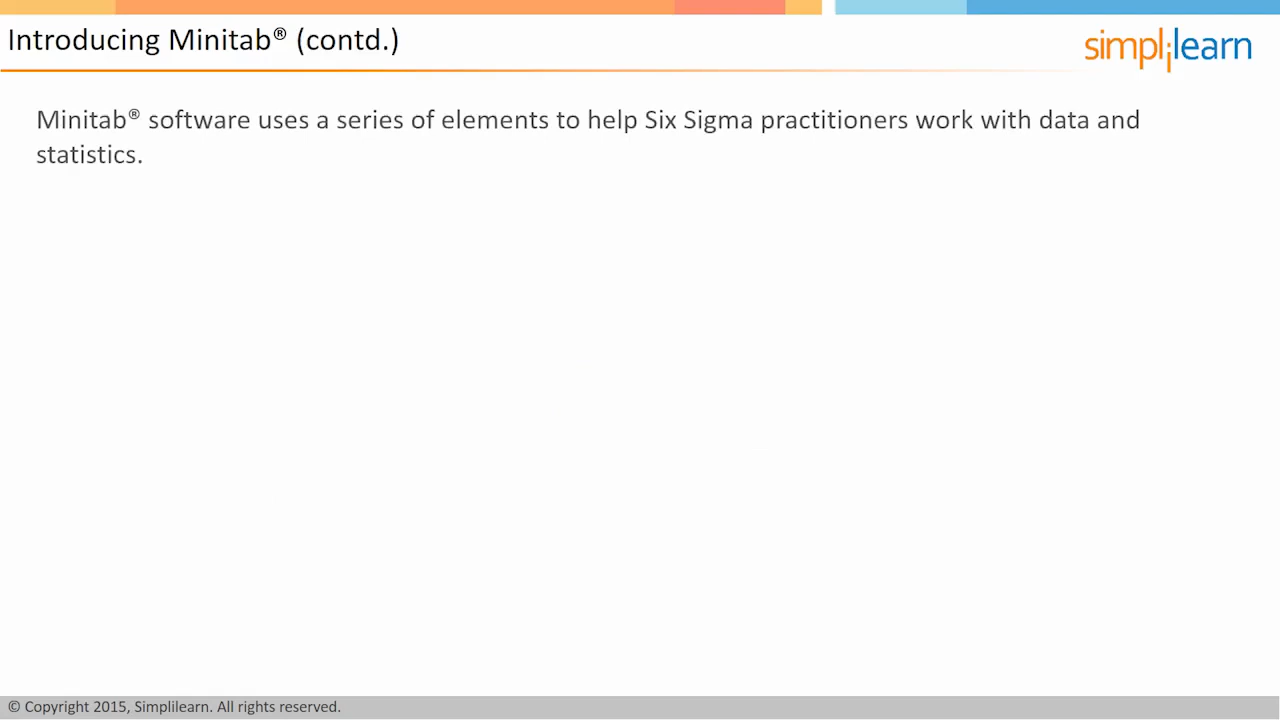 Introducing Minitab® (contd.)
simplilearn
Minitab® software uses a series of elements to help Six Sigma practitioners work with data and
statistics.
© Copyright 2015, Simplilearn. All rights reserved.